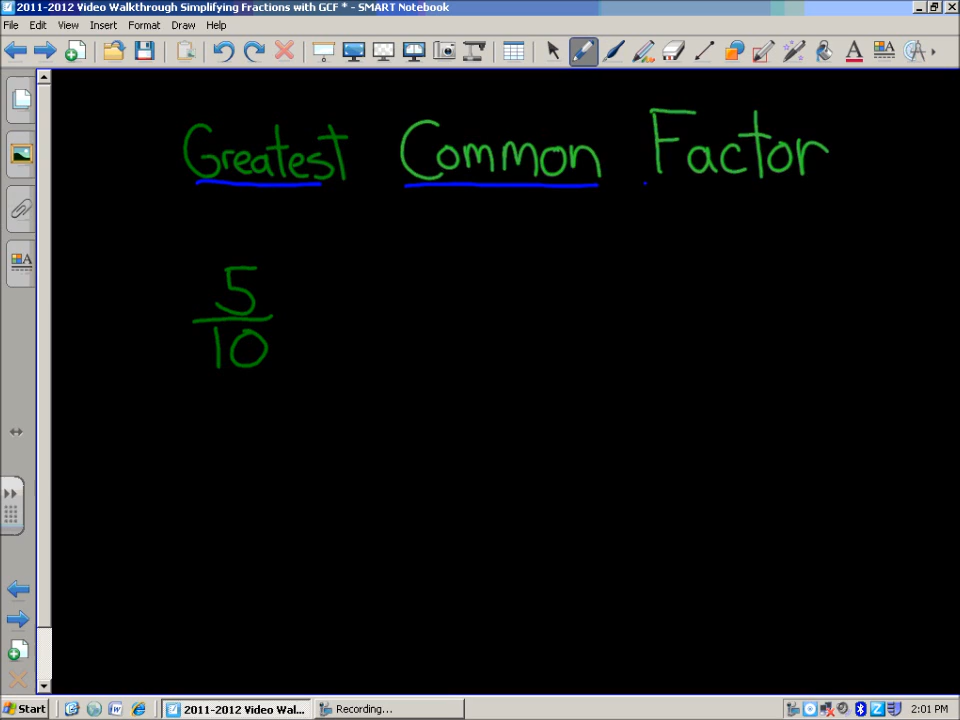 2011-2012 Video Walkthrough Simplifying Fractions with GCF * - SMART Notebook
File Edit View Insert Format Draw Help
Greatest Common Factor
5
10
Start 2011-2012 Video Wal... Recording... 2:01 PM